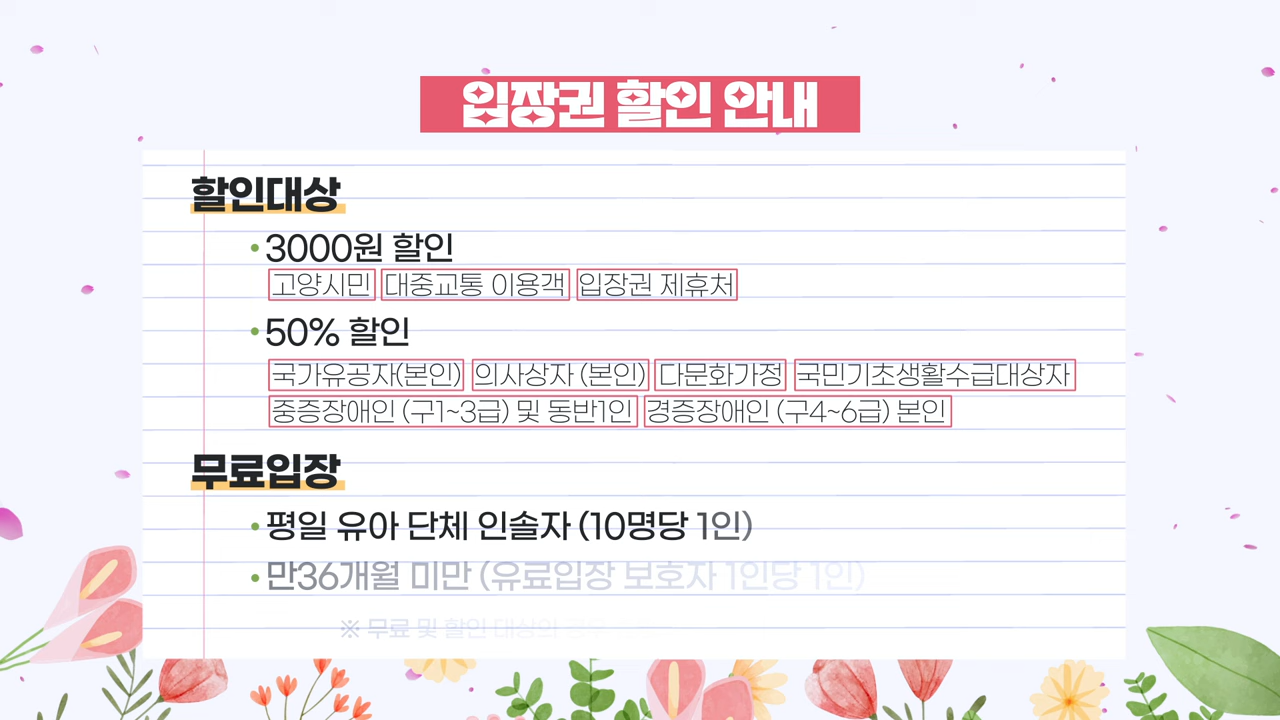 입장권 할인 안내
할인대상
• 3000원 할인
고양시민 대중교통 이용객 입장권 제휴처
• 50% 할인
국가유공자(본인) 의사상자 (본인) 다문화가정 국민기초생활수급대상자
중증장애인 (구1~3급) 및 동반1인 경증장애인 (구4~6급) 본인
무료입장
• 평일 유아 단체 인솔자 (10명당 1인)
• 만36개월 미만 (유료입장 보호자 1인당 1인)
※ 무료 및 할인 대상의